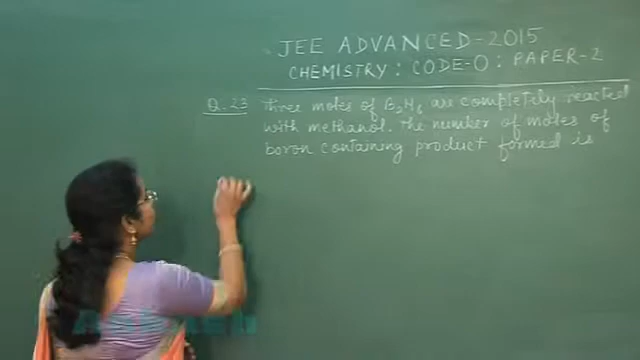 JEE ADVANCED-2015
CHEMISTRY: CODE-0: PAPER-2
Q. 23 Three moles of B₂H₆ are completely reacted
with methanol. The number of moles of
boron containing product formed is
Aakash